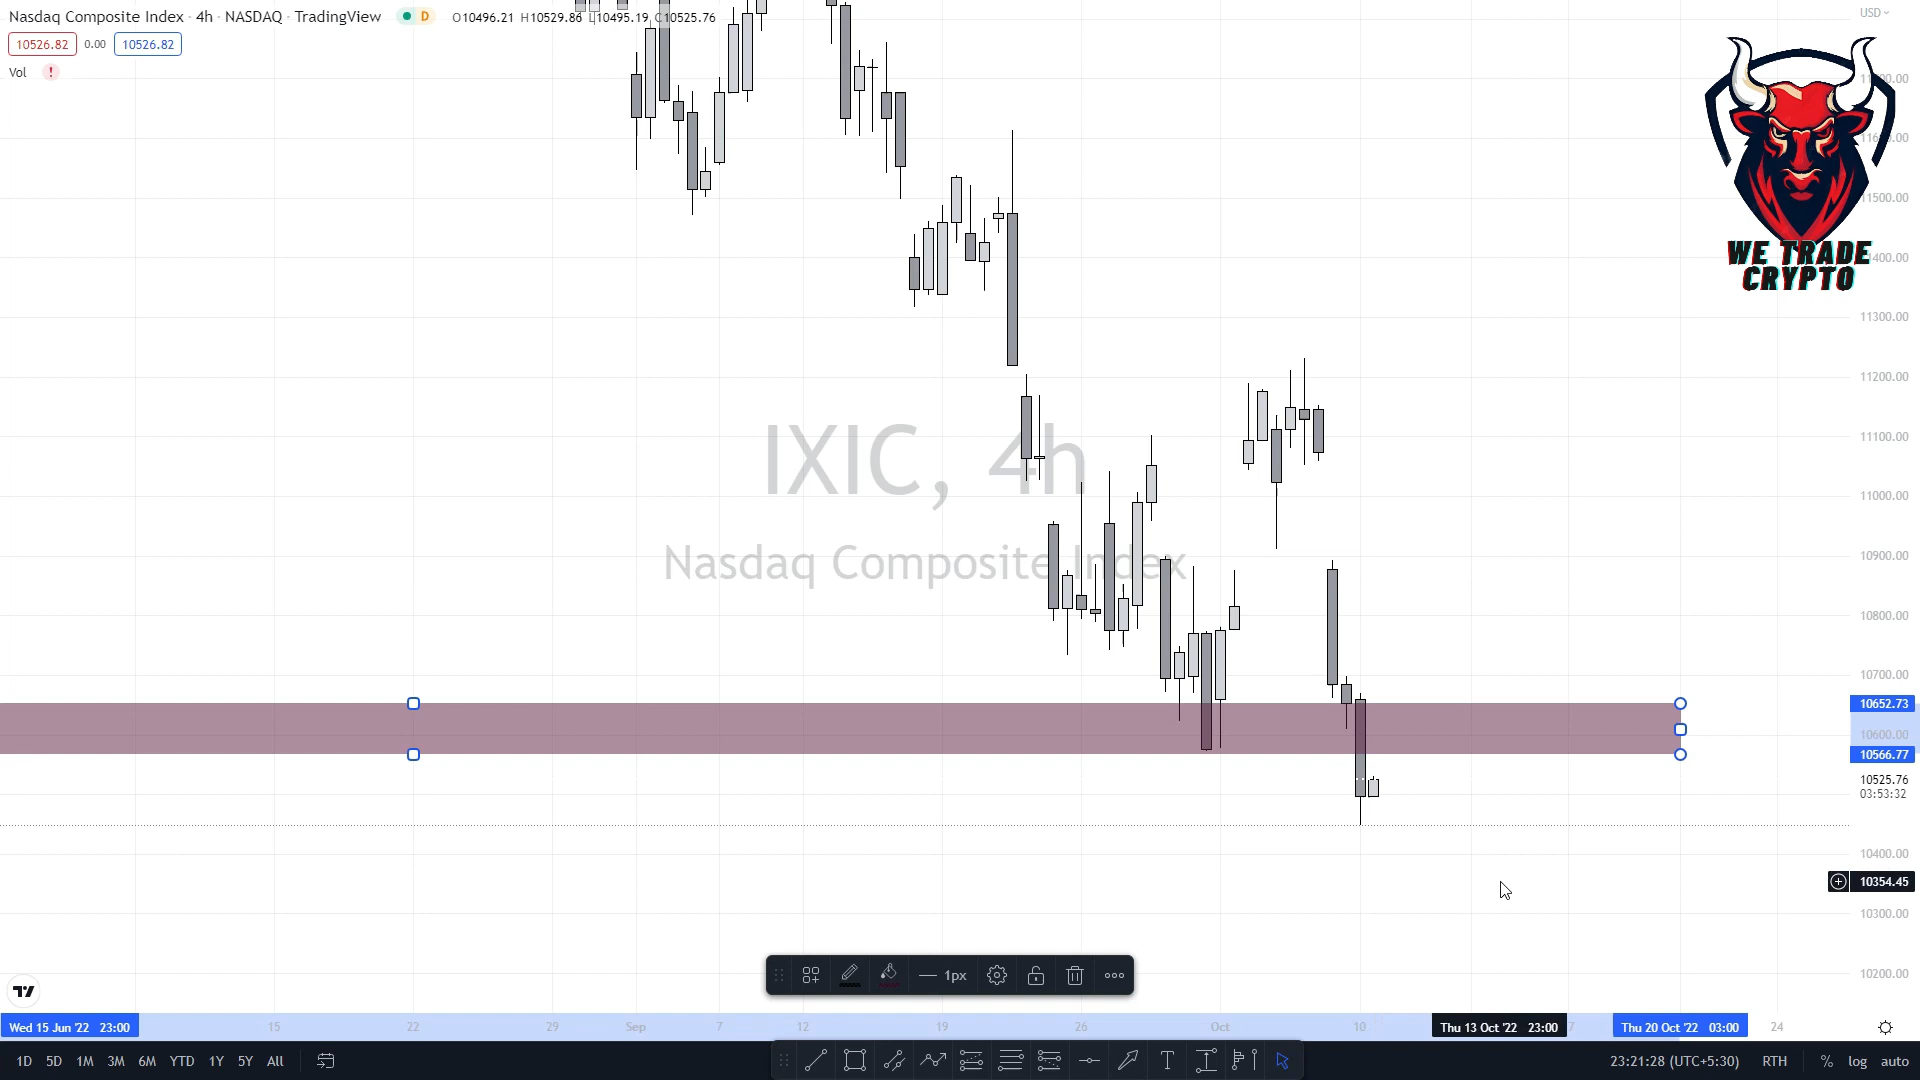 Nasdaq Composite Index · 4h · NASDAQ · TradingView D O10496.21 H10529.86 L10495.19 C10525.76
USD
10526.82 0.00 10526.82
Vol !
WE TRADE
CRYPTO
11500.00
11300.00
11200.00
11100.00
11000.00
10900.00
10800.00
10700.00
10652.73
10600.00
10566.77
10525.76
03:53:32
10400.00
10354.45
10300.00
10200.00
IXIC, 4h
Nasdaq Composite Index
1px
Wed 15 Jun '22 23:00 15 22 29 Sep 7 12 19 26 Oct 10 Thu 13 Oct '22 23:00 7 Thu 20 Oct '22 03:00 24
1D 5D 1M 3M 6M YTD 1Y 5Y All 23:21:28 (UTC+5:30) RTH % log auto